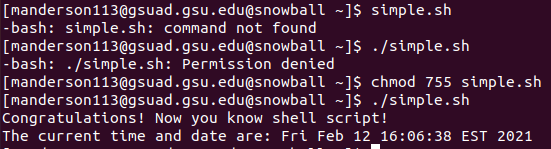 [manderson113@gsuad.gsu.edu@snowball ~]$ simple.sh
-bash: simple.sh: command not found
[manderson113@gsuad.gsu.edu@snowball ~]$ ./simple.sh
-bash: ./simple.sh: Permission denied
[manderson113@gsuad.gsu.edu@snowball ~]$ chmod 755 simple.sh
[manderson113@gsuad.gsu.edu@snowball ~]$ ./simple.sh
Congratulations! Now you know shell script!
The current time and date are: Fri Feb 12 16:06:38 EST 2021